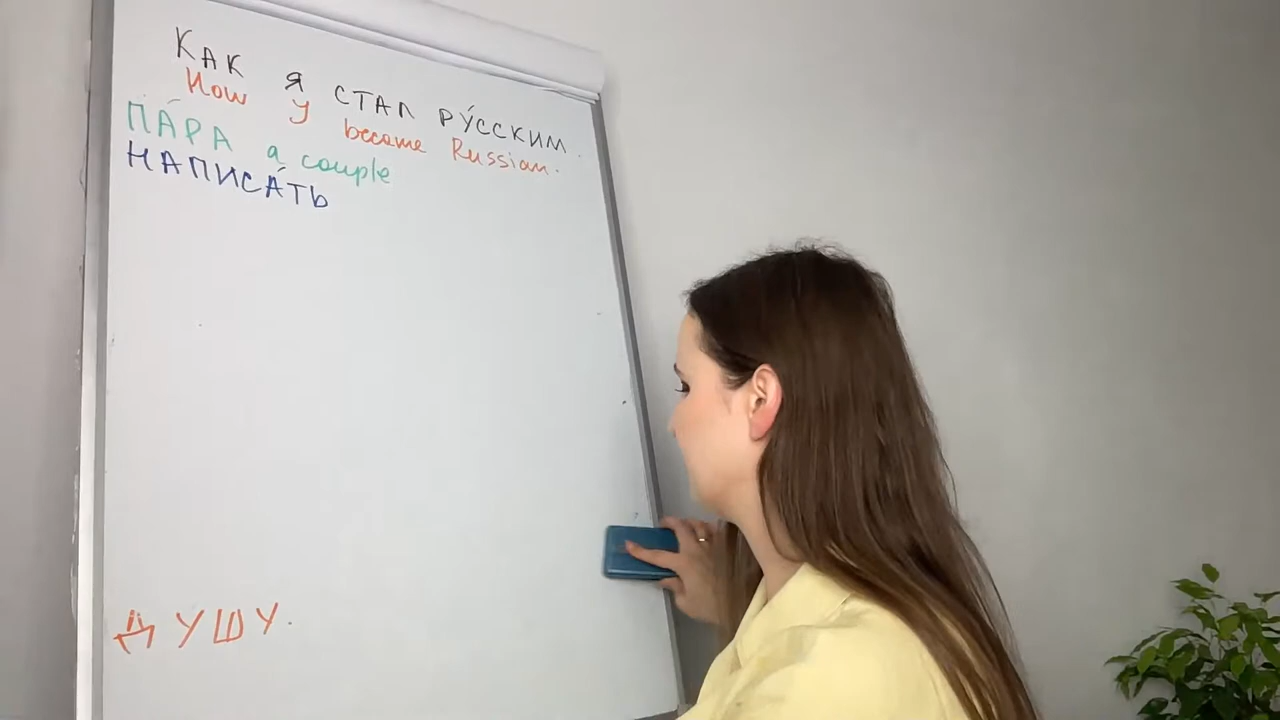 КАК Я СТАЛ РУ́ССКИМ.
How y become Russian.
ПА́РА a couple
НАПИСА́ТЬ
ДУШУ.